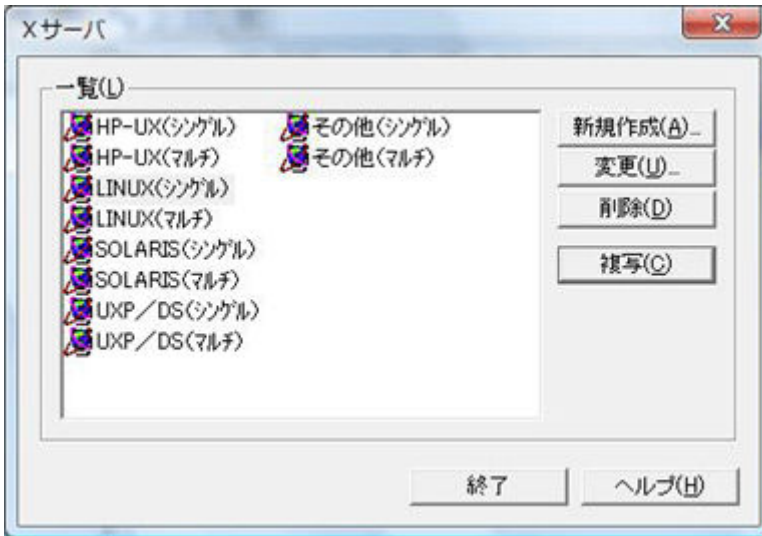 Xサーバ
一覧(L)
HP-UX(ｼﾝｸﾞﾙ)
HP-UX(ﾏﾙﾁ)
LINUX(ｼﾝｸﾞﾙ)
LINUX(ﾏﾙﾁ)
SOLARIS(ｼﾝｸﾞﾙ)
SOLARIS(ﾏﾙﾁ)
UXP／DS(ｼﾝｸﾞﾙ)
UXP／DS(ﾏﾙﾁ)
その他(ｼﾝｸﾞﾙ)
その他(ﾏﾙﾁ)
新規作成(A)...
変更(U)...
削除(D)
複写(C)
終了
ヘルプ(H)